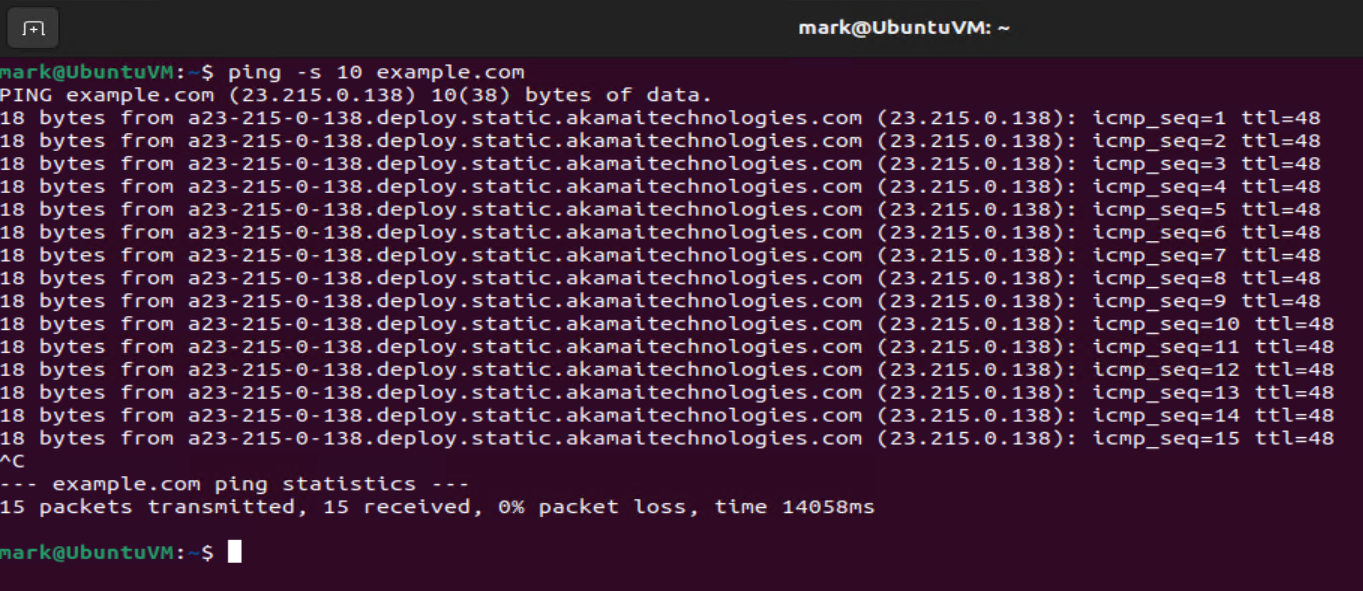 mark@UbuntuVM: ~
mark@UbuntuVM:~$ ping -s 10 example.com
PING example.com (23.215.0.138) 10(38) bytes of data.
18 bytes from a23-215-0-138.deploy.static.akamaitechnologies.com (23.215.0.138): icmp_seq=1 ttl=48
18 bytes from a23-215-0-138.deploy.static.akamaitechnologies.com (23.215.0.138): icmp_seq=2 ttl=48
18 bytes from a23-215-0-138.deploy.static.akamaitechnologies.com (23.215.0.138): icmp_seq=3 ttl=48
18 bytes from a23-215-0-138.deploy.static.akamaitechnologies.com (23.215.0.138): icmp_seq=4 ttl=48
18 bytes from a23-215-0-138.deploy.static.akamaitechnologies.com (23.215.0.138): icmp_seq=5 ttl=48
18 bytes from a23-215-0-138.deploy.static.akamaitechnologies.com (23.215.0.138): icmp_seq=6 ttl=48
18 bytes from a23-215-0-138.deploy.static.akamaitechnologies.com (23.215.0.138): icmp_seq=7 ttl=48
18 bytes from a23-215-0-138.deploy.static.akamaitechnologies.com (23.215.0.138): icmp_seq=8 ttl=48
18 bytes from a23-215-0-138.deploy.static.akamaitechnologies.com (23.215.0.138): icmp_seq=9 ttl=48
18 bytes from a23-215-0-138.deploy.static.akamaitechnologies.com (23.215.0.138): icmp_seq=10 ttl=48
18 bytes from a23-215-0-138.deploy.static.akamaitechnologies.com (23.215.0.138): icmp_seq=11 ttl=48
18 bytes from a23-215-0-138.deploy.static.akamaitechnologies.com (23.215.0.138): icmp_seq=12 ttl=48
18 bytes from a23-215-0-138.deploy.static.akamaitechnologies.com (23.215.0.138): icmp_seq=13 ttl=48
18 bytes from a23-215-0-138.deploy.static.akamaitechnologies.com (23.215.0.138): icmp_seq=14 ttl=48
18 bytes from a23-215-0-138.deploy.static.akamaitechnologies.com (23.215.0.138): icmp_seq=15 ttl=48
^C
--- example.com ping statistics ---
15 packets transmitted, 15 received, 0% packet loss, time 14058ms
mark@UbuntuVM:~$